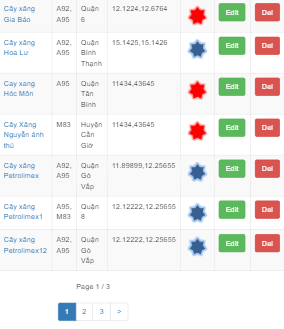 Cây xăng A92, Quận 12.1224,12.6764 Edit Del
Gia Bảo A95 6
Cây xăng A92, Quận 15.1425,15.1426 Edit Del
Hoa Lư A95 Bình
Thạnh
Cay xang A95 Quận 11434,43645 Edit Del
Hóc Môn Tân
Bình
Cây Xăng M83 Huyện 11434,43645 Edit Del
Nguyễn ánh Cần
thủ Giờ
Cây xăng A92, Quận 11.89899,12.25655 Edit Del
Petrolimex A95 Gò
Vấp
Cây xăng A95, Quận 12.12222,12.25655 Edit Del
Petrolimex1 M83 8
Cây xăng A92, Quận 12.12222,12.25655 Edit Del
Petrolimex12 A95 Gò
Vấp
Page 1 / 3
1 2 3 >